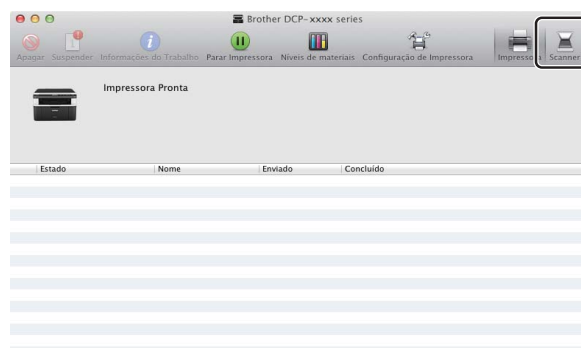 Brother DCP-xxxx series
Apagar Suspender Informações do Trabalho Parar Impressora Níveis de materiais Configuração de Impressora Impressora Scanner
Impressora Pronta
Estado Nome Enviado Concluído